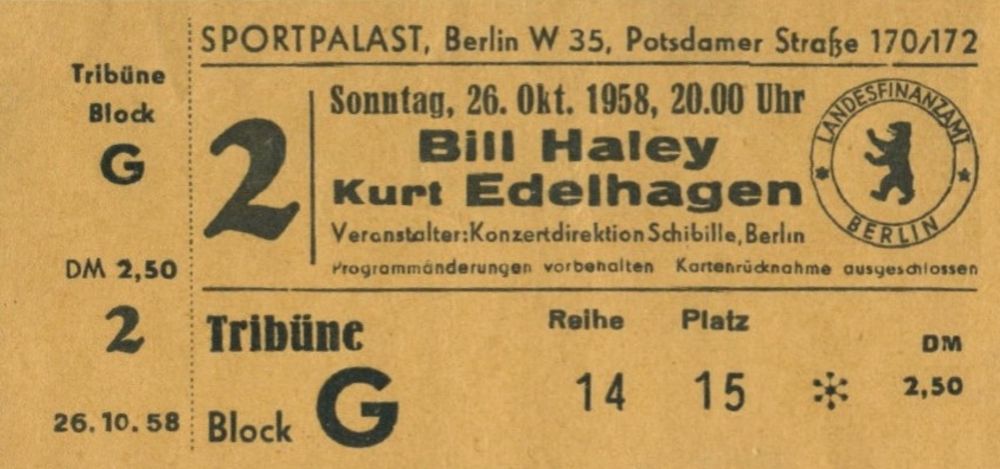 Tribüne
Block
G
DM 2,50
2
26.10.58
SPORTPALAST, Berlin W 35, Potsdamer Straße 170/172
2
Sonntag, 26. Okt. 1958, 20.00 Uhr
Bill Haley
Kurt Edelhagen
Veranstalter: Konzertdirektion Schibille, Berlin
Programmänderungen vorbehalten Kartenrücknahme ausgeschlossen
LANDESFINANZAMT
BERLIN
Tribüne
Block G
Reihe Platz
14 15
DM
2,50